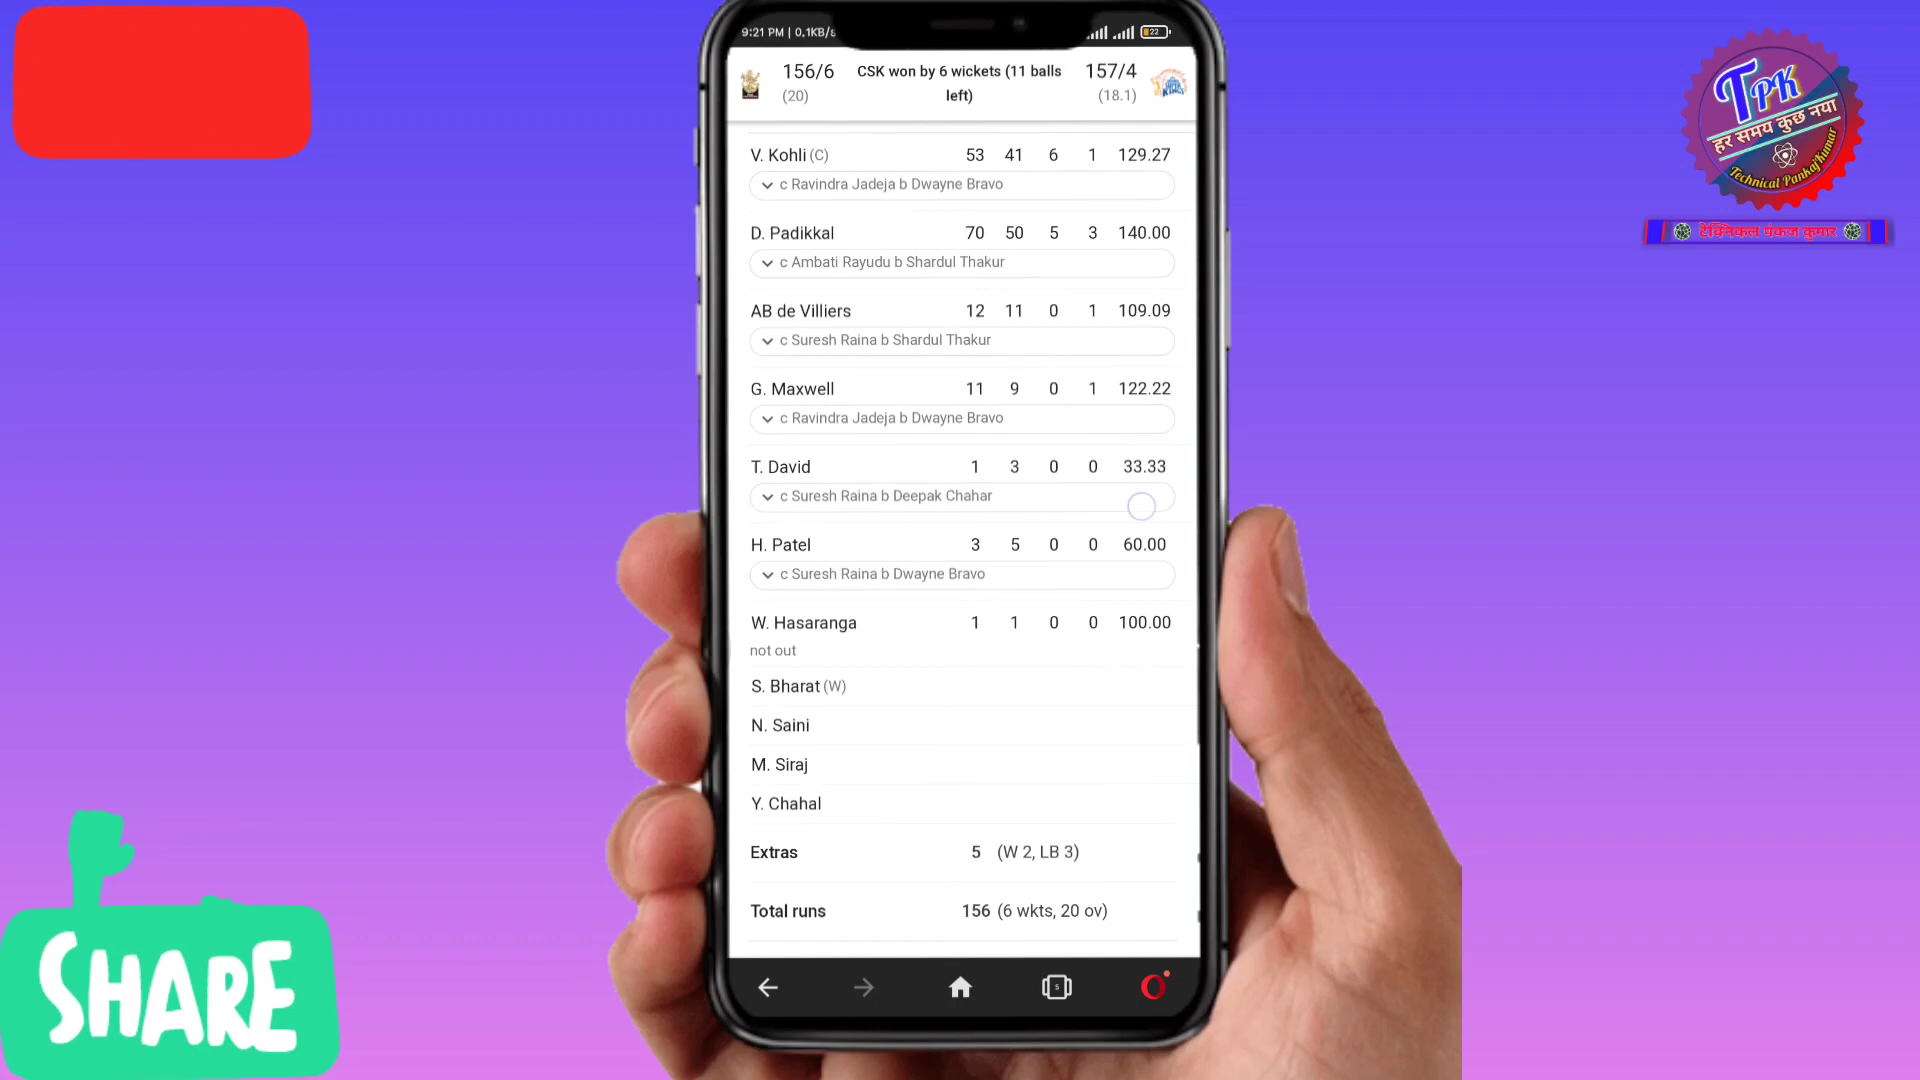 9:21 PM | 0.1KB/s
22
156/6
(20)
CSK won by 6 wickets (11 balls
left)
157/4
(18.1)
V. Kohli (C) 53 41 6 1 129.27
c Ravindra Jadeja b Dwayne Bravo
D. Padikkal 70 50 5 3 140.00
c Ambati Rayudu b Shardul Thakur
AB de Villiers 12 11 0 1 109.09
c Suresh Raina b Shardul Thakur
G. Maxwell 11 9 0 1 122.22
c Ravindra Jadeja b Dwayne Bravo
T. David 1 3 0 0 33.33
c Suresh Raina b Deepak Chahar
H. Patel 3 5 0 0 60.00
c Suresh Raina b Dwayne Bravo
W. Hasaranga 1 1 0 0 100.00
not out
S. Bharat (W)
N. Saini
M. Siraj
Y. Chahal
Extras 5 (W 2, LB 3)
Total runs 156 (6 wkts, 20 ov)
5
TPK
हर समय कुछ नया
Technical PankajKumar
टेक्निकल पंकज कुमार
SHARE